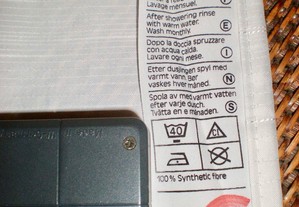 Lavage mensuel. F
After showering rinse
with warm water.
Wash monthly. E
Dopo la doccia spruzzare
con acqua calda.
Lavare ogni mese. I
Etter dusjingen spyl med
varmt vann. Bør
vaskes hver måned. N
Spola av med varmt vatten
efter varje dusch.
Tvätta en e månaden. S
40
CL
100% Synthetic fibre